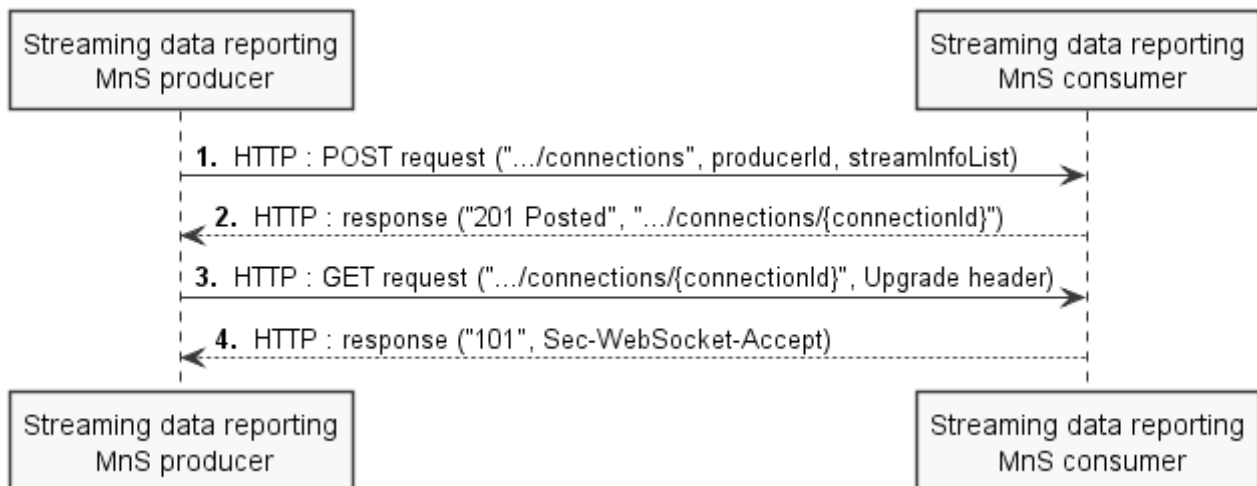 Streaming data reporting
MnS producer
Streaming data reporting
MnS consumer
1. HTTP : POST request (".../connections", producerId, streamInfoList)
2. HTTP : response ("201 Posted", ".../connections/{connectionId}")
3. HTTP : GET request (".../connections/{connectionId}", Upgrade header)
4. HTTP : response ("101", Sec-WebSocket-Accept)
Streaming data reporting
MnS producer
Streaming data reporting
MnS consumer